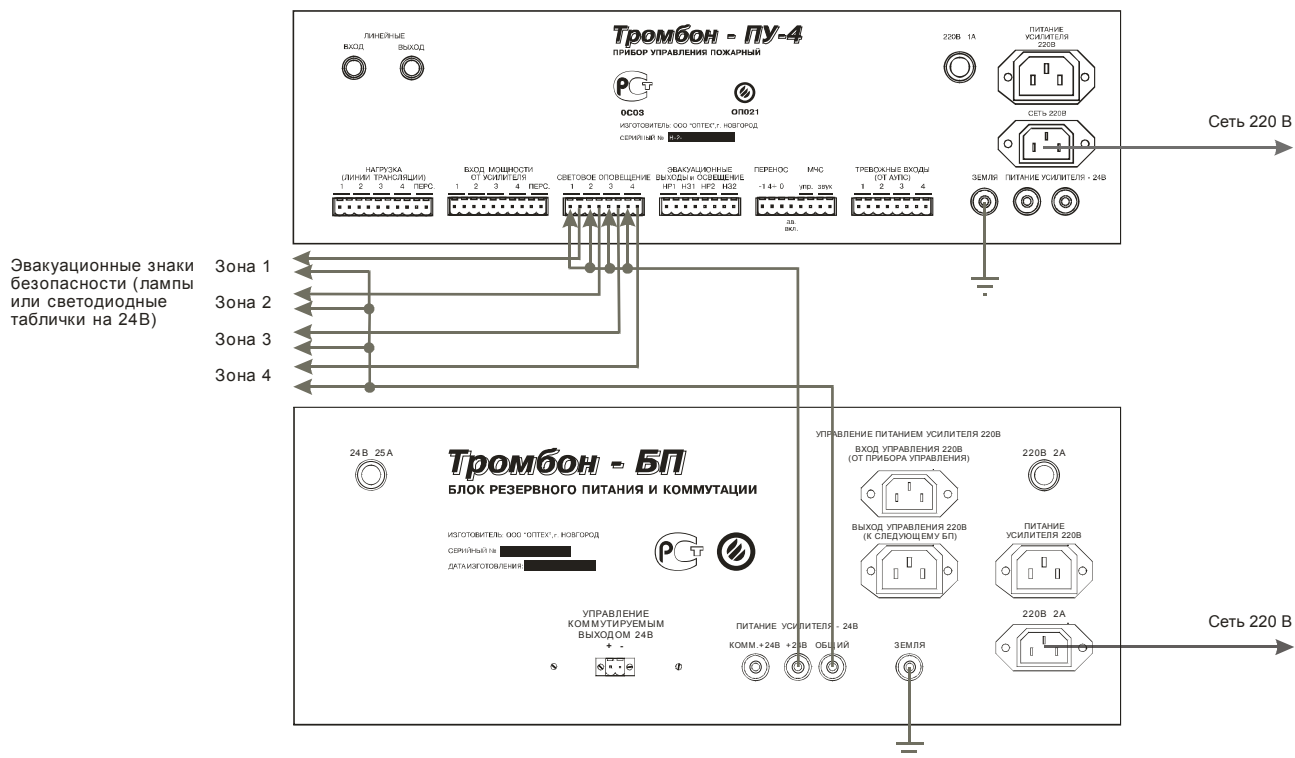 Тромбон - ПУ-4
ПРИБОР УПРАВЛЕНИЯ ПОЖАРНЫЙ
ЛИНЕЙНЫЕ
ВХОД ВЫХОД
220В 1А
ПИТАНИЕ
УСИЛИТЕЛЯ
220В
РСТ
ОС03
ОП021
ИЗГОТОВИТЕЛЬ: ООО "ОПТЕХ", г. НОВГОРОД
СЕРИЙНЫЙ №
СЕТЬ 220В
Сеть 220 В
НАГРУЗКА
(ЛИНИИ ТРАНСЛЯЦИИ)
1 2 3 4 ПЕРС.
ВХОД МОЩНОСТИ
ОТ УСИЛИТЕЛЯ
1 2 3 4 ПЕРС.
СВЕТОВОЕ ОПОВЕЩЕНИЕ
1 2 3 4
ЭВАКУАЦИОННЫЕ
ВЫХОДЫ и ОСВЕЩЕНИЕ
НР1 НЗ1 НР2 НЗ2
ПЕРЕНОС МЧС
-1 4+ 0 упр. звук
ав.
вкл.
ТРЕВОЖНЫЕ ВХОДЫ
(ОТ АУПС)
1 2 3 4
ЗЕМЛЯ ПИТАНИЕ УСИЛИТЕЛЯ - 24В
Эвакуационные знаки
безопасности (лампы
или светодиодные
таблички на 24В)
Зона 1
Зона 2
Зона 3
Зона 4
24В 25А
Тромбон - БП
БЛОК РЕЗЕРВНОГО ПИТАНИЯ И КОММУТАЦИИ
ИЗГОТОВИТЕЛЬ: ООО "ОПТЕХ", г. НОВГОРОД
СЕРИЙНЫЙ №
ДАТА ИЗГОТОВЛЕНИЯ:
РСТ
УПРАВЛЕНИЕ ПИТАНИЕМ УСИЛИТЕЛЯ 220В
ВХОД УПРАВЛЕНИЯ 220В
(ОТ ПРИБОРА УПРАВЛЕНИЯ)
220В 2А
ВЫХОД УПРАВЛЕНИЯ 220В
(К СЛЕДУЮЩЕМУ БП)
ПИТАНИЕ
УСИЛИТЕЛЯ 220В
220В 2А
Сеть 220 В
УПРАВЛЕНИЕ
КОММУТИРУЕМЫМ
ВЫХОДОМ 24В
+ -
ПИТАНИЕ УСИЛИТЕЛЯ - 24В
КОММ.+24В +24В ОБЩИЙ
ЗЕМЛЯ